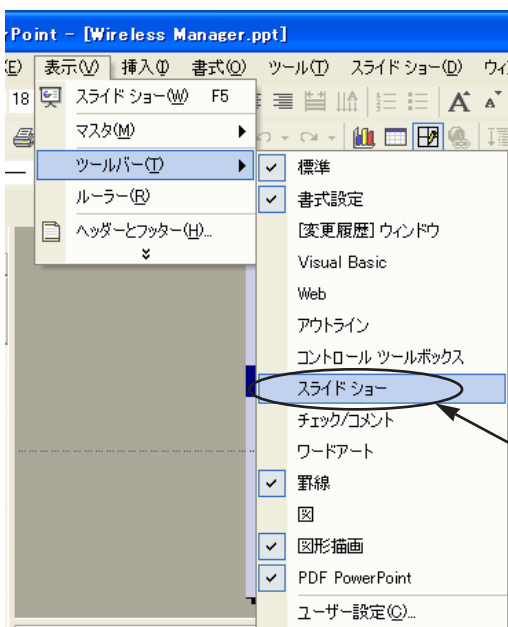 Point - [Wireless Manager.ppt]
(E) 表示(V) 挿入(I) 書式(O) ツール(T) スライド ショー(D) ウィ
18
スライド ショー(W) F5
マスタ(M)
ツールバー(T)
ルーラー(R)
ヘッダーとフッター(H)...
標準
書式設定
[変更履歴] ウィンドウ
Visual Basic
Web
アウトライン
コントロール ツールボックス
スライド ショー
チェック/コメント
ワードアート
罫線
図
図形描画
PDF PowerPoint
ユーザー設定(C)...